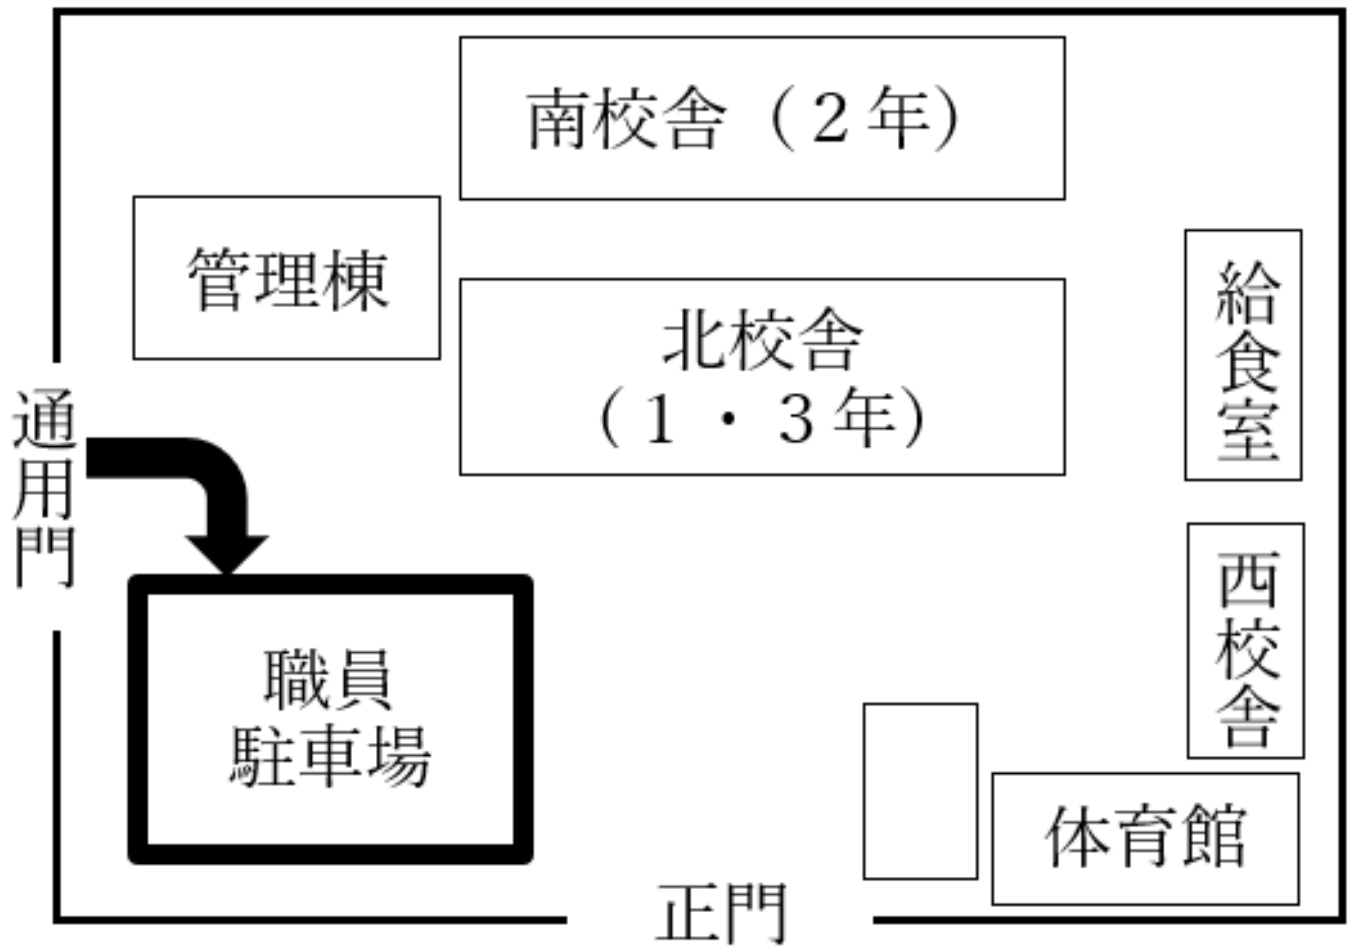 南校舎（２年）
管理棟
北校舎
（１・３年）
給食室
通用門
西校舎
職員
駐車場
体育館
正門